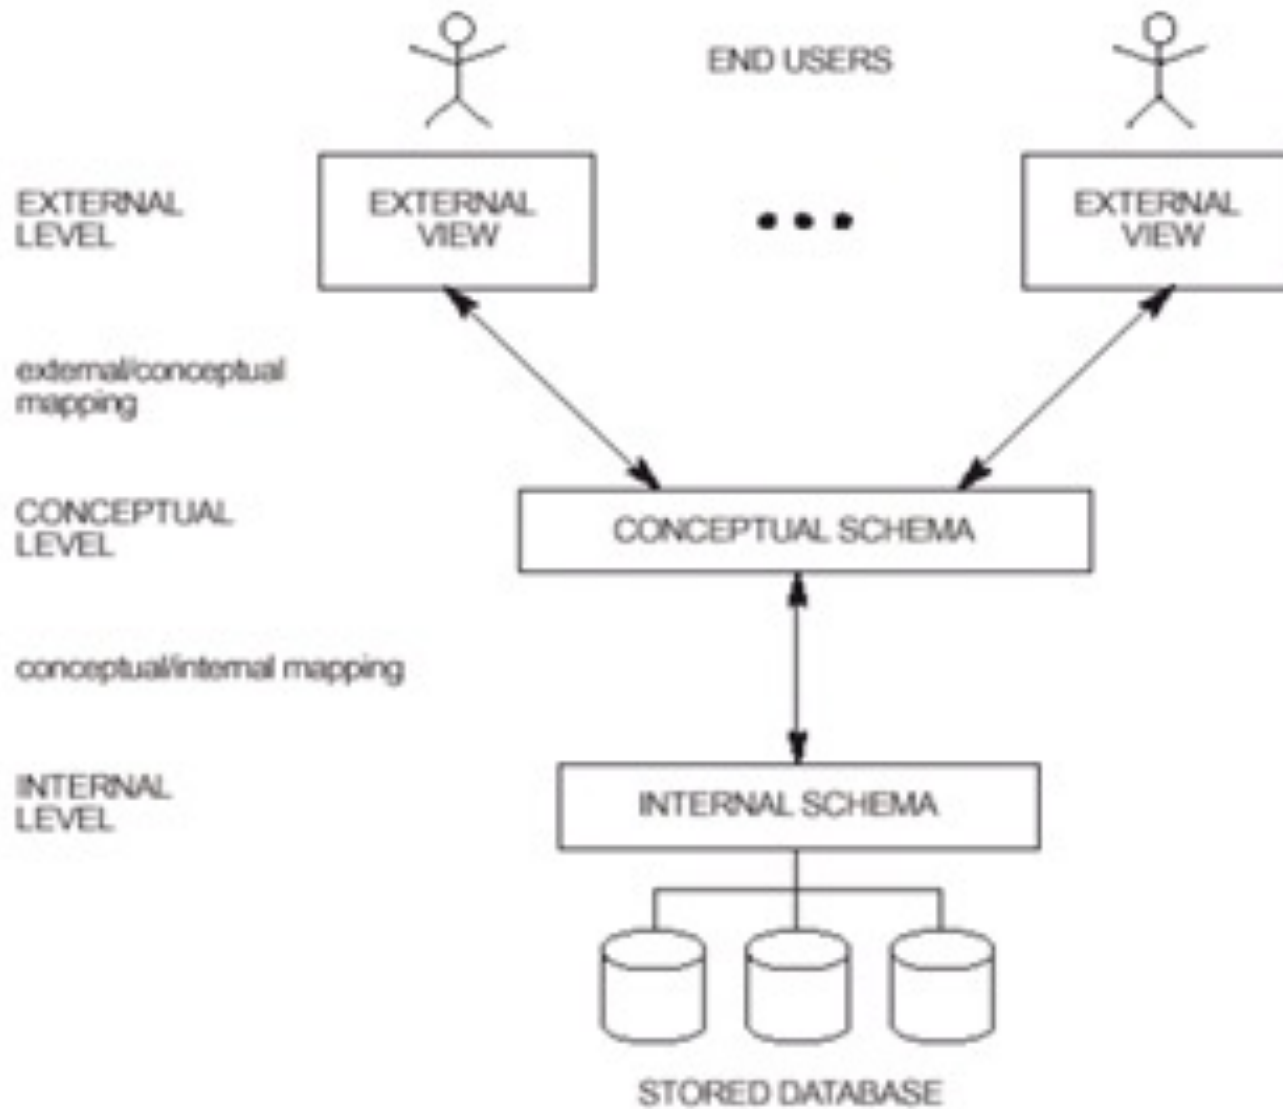 END USERS
EXTERNAL
LEVEL
EXTERNAL
VIEW
• • •
EXTERNAL
VIEW
external/conceptual
mapping
CONCEPTUAL
LEVEL
CONCEPTUAL SCHEMA
conceptual/internal mapping
INTERNAL
LEVEL
INTERNAL SCHEMA
STORED DATABASE